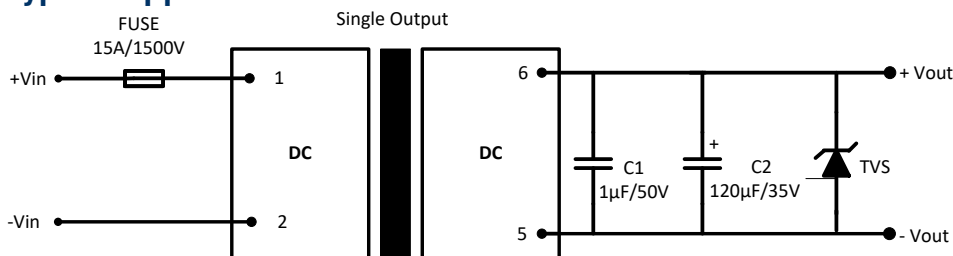 Single Output
FUSE
15A/1500V
+Vin
1
6
+ Vout
DC
DC
+
C1
1µF/50V
C2
120µF/35V
TVS
-Vin
2
5
- Vout